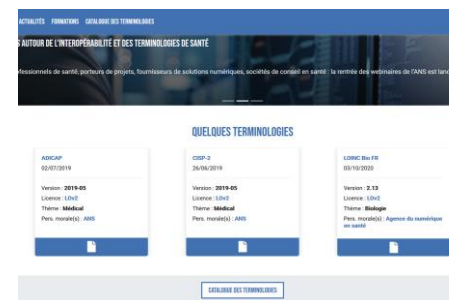 ACTUALITÉS FORMATIONS CATALOGUE DES TERMINOLOGIES
S AUTOUR DE L'INTEROPÉRABILITÉ ET DES TERMINOLOGIES DE SANTÉ
ofessionnels de santé, porteurs de projets, fournisseurs de solutions numériques, sociétés de conseil en santé : la rentrée des webinaires de l'ANS est lanc
QUELQUES TERMINOLOGIES
ADICAP
02/07/2019
Version : 2019-05
Licence : LOv2
Thème : Médical
Pers. morale(s) : ANS
CISP-2
26/06/2019
Version : 2019-05
Licence : LOv2
Thème : Médical
Pers. morale(s) : ANS
LOINC Bio FR
03/10/2020
Version : 2.13
Licence : LOv2
Thème : Biologie
Pers. morale(s) : Agence du numérique
en santé
CATALOGUE DES TERMINOLOGIES